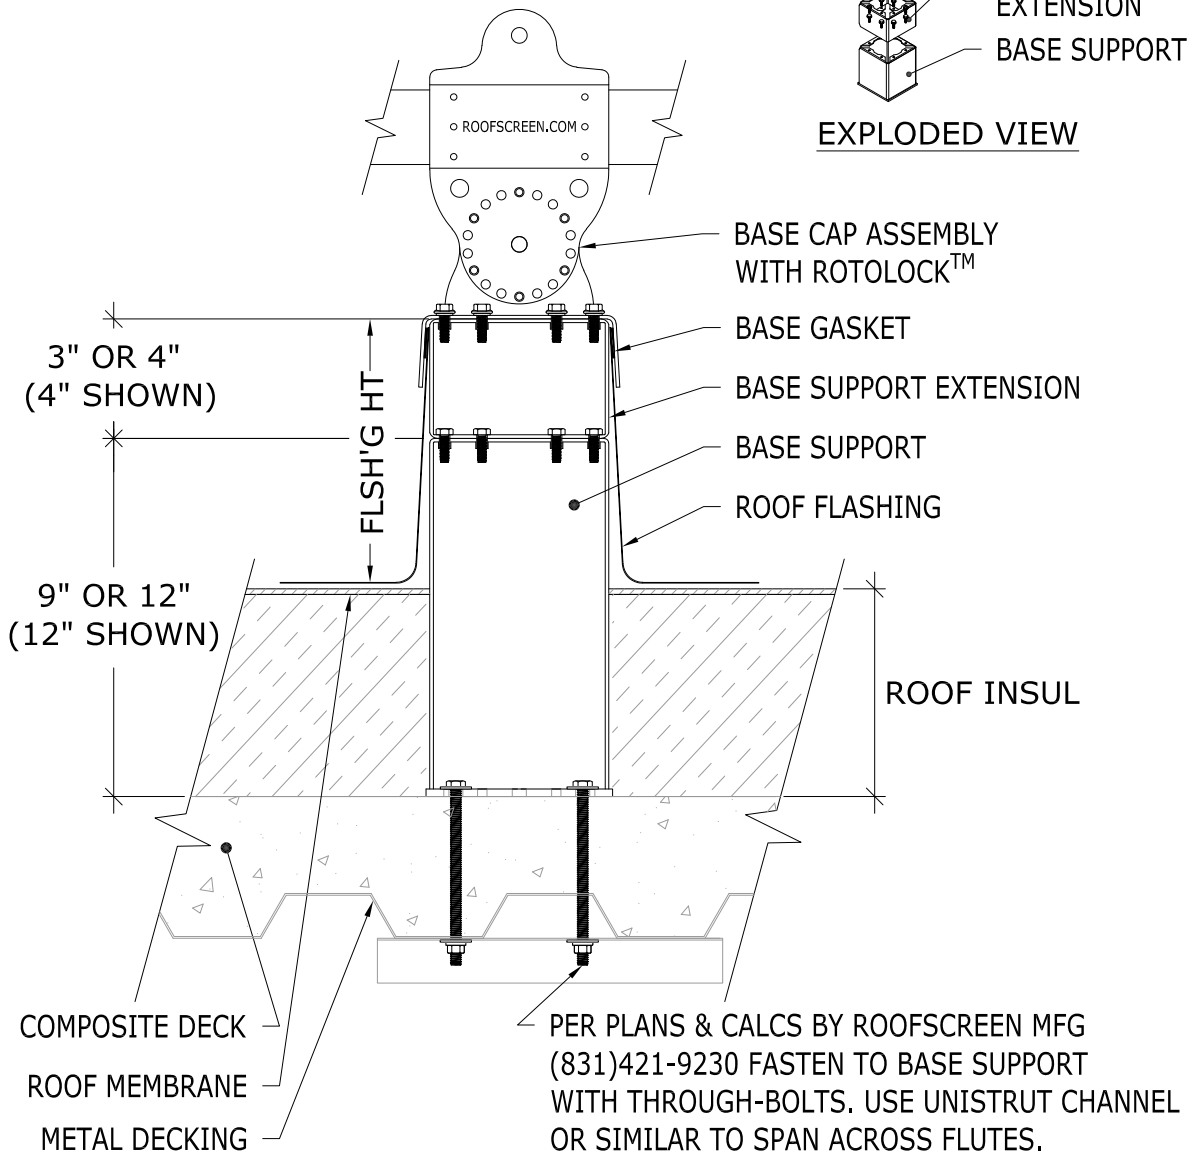 EXTENSION
BASE SUPPORT
EXPLODED VIEW
ROOFSCREEN.COM
BASE CAP ASSEMBLY
WITH ROTOLOCK™
BASE GASKET
3" OR 4"
(4" SHOWN)
FLSH'G HT
BASE SUPPORT EXTENSION
BASE SUPPORT
ROOF FLASHING
9" OR 12"
(12" SHOWN)
ROOF INSUL
COMPOSITE DECK
ROOF MEMBRANE
METAL DECKING
PER PLANS & CALCS BY ROOFSCREEN MFG
(831)421-9230 FASTEN TO BASE SUPPORT
WITH THROUGH-BOLTS. USE UNISTRUT CHANNEL
OR SIMILAR TO SPAN ACROSS FLUTES.